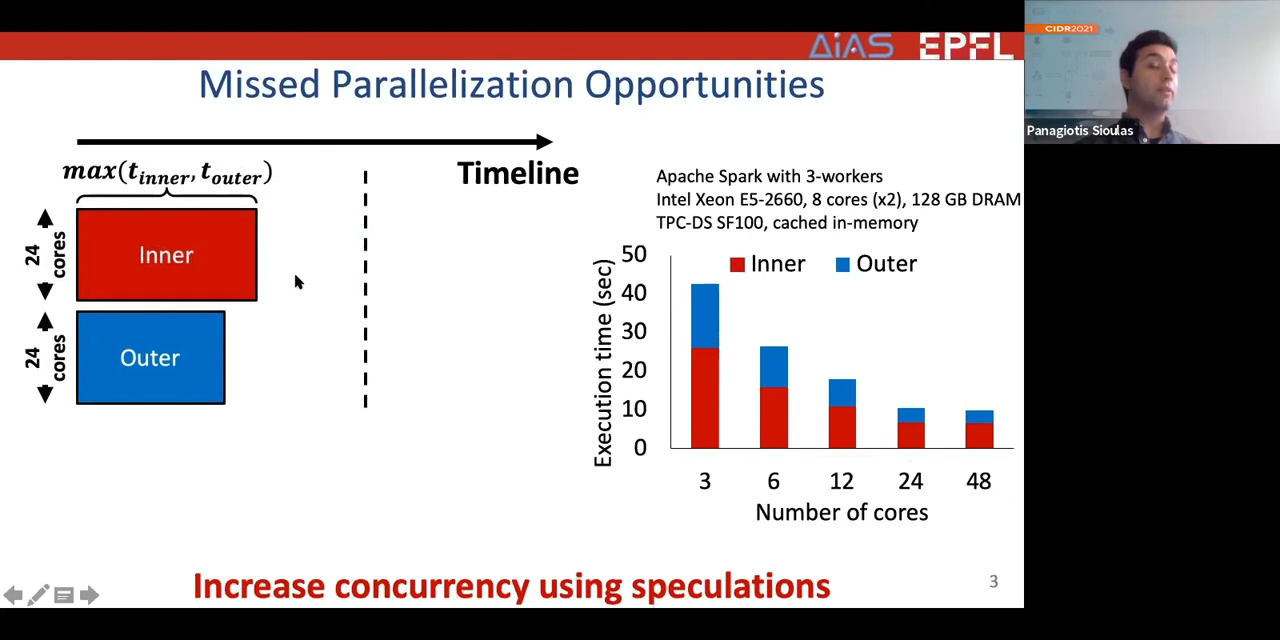 DIAS EPFL
CIDR2021
Panagiotis Sioulas
Missed Parallelization Opportunities
max(t_inner, t_outer)
Timeline
24 cores
Inner
24 cores
Outer
Apache Spark with 3-workers
Intel Xeon E5-2660, 8 cores (x2), 128 GB DRAM
TPC-DS SF100, cached in-memory
Inner Outer
Execution time (sec)
50
40
30
20
10
0
3 6 12 24 48
Number of cores
Increase concurrency using speculations
3